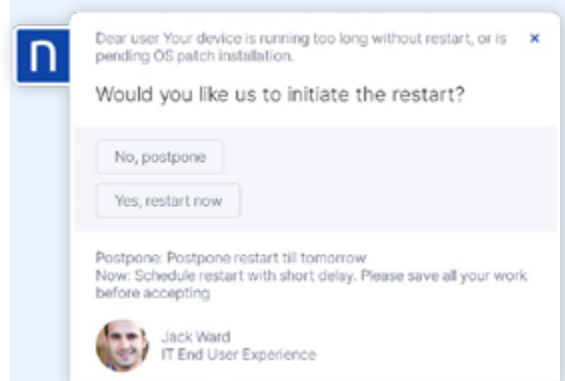 n
Dear user Your device is running too long without restart, or is
pending OS patch installation.
Would you like us to initiate the restart?
No, postpone
Yes, restart now
Postpone: Postpone restart till tomorrow
Now: Schedule restart with short delay. Please save all your work
before accepting
Jack Ward
IT End User Experience